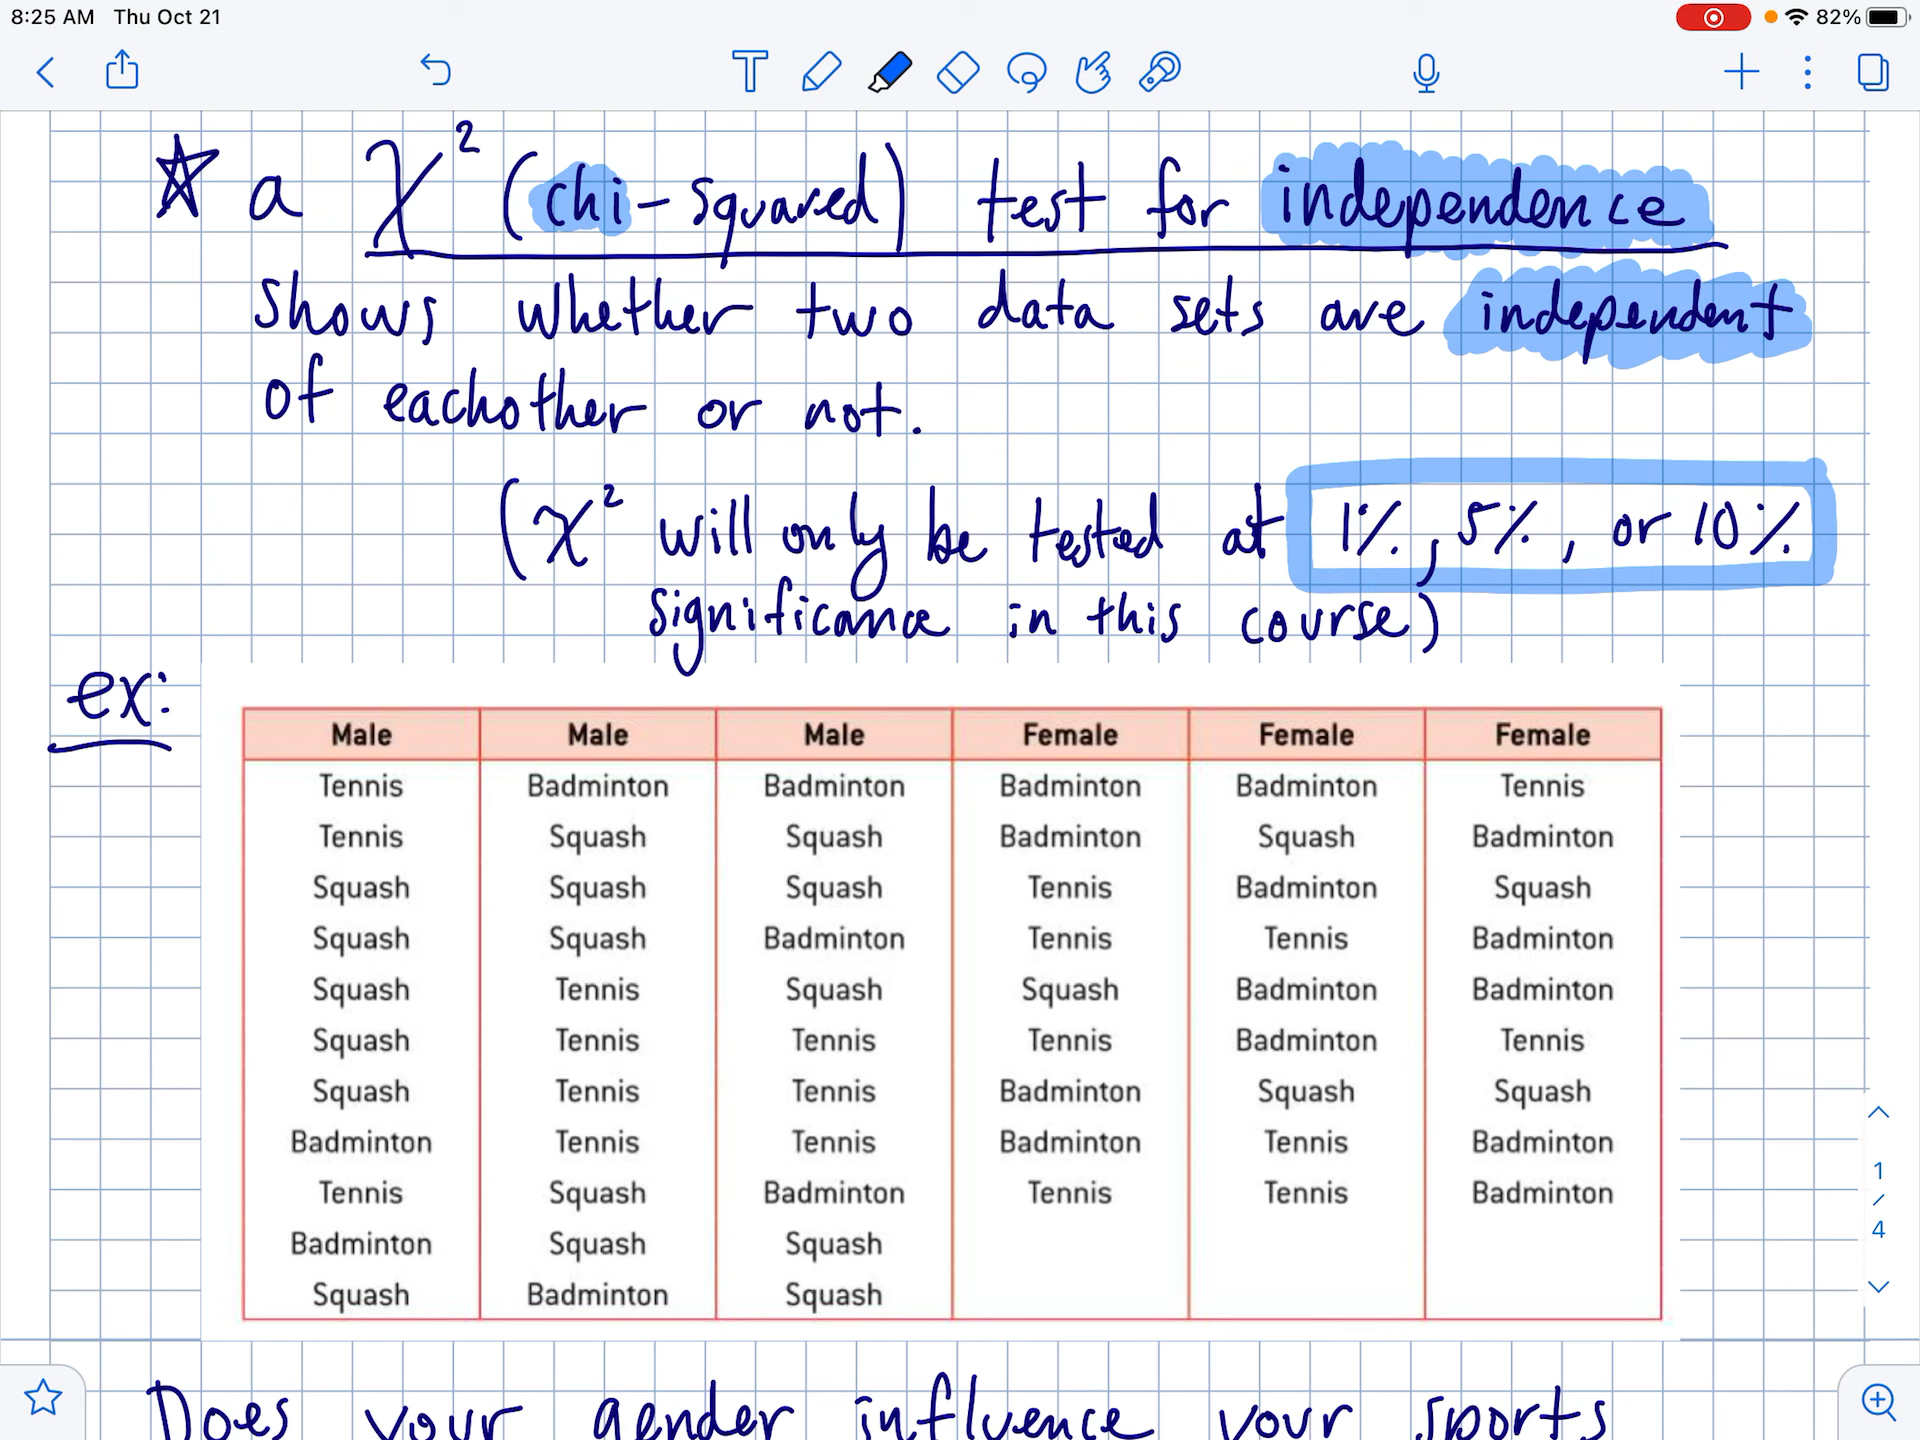 8:25 AM Thu Oct 21
82%
T
☆ a χ² (chi-squared) test for independence
shows whether two data sets are independent
of eachother or not.
(χ² will only be tested at 1%, 5%, or 10%
significance in this course)
ex:
Male Male Male Female Female Female
Tennis Badminton Badminton Badminton Badminton Tennis
Tennis Squash Squash Badminton Squash Badminton
Squash Squash Squash Tennis Badminton Squash
Squash Squash Badminton Tennis Tennis Badminton
Squash Tennis Squash Squash Badminton Badminton
Squash Tennis Tennis Tennis Badminton Tennis
Squash Tennis Tennis Badminton Squash Squash
Badminton Tennis Tennis Badminton Tennis Badminton
Tennis Squash Badminton Tennis Tennis Badminton
Badminton Squash Squash
Squash Badminton Squash
1
/
4
Does your gender influence your sports